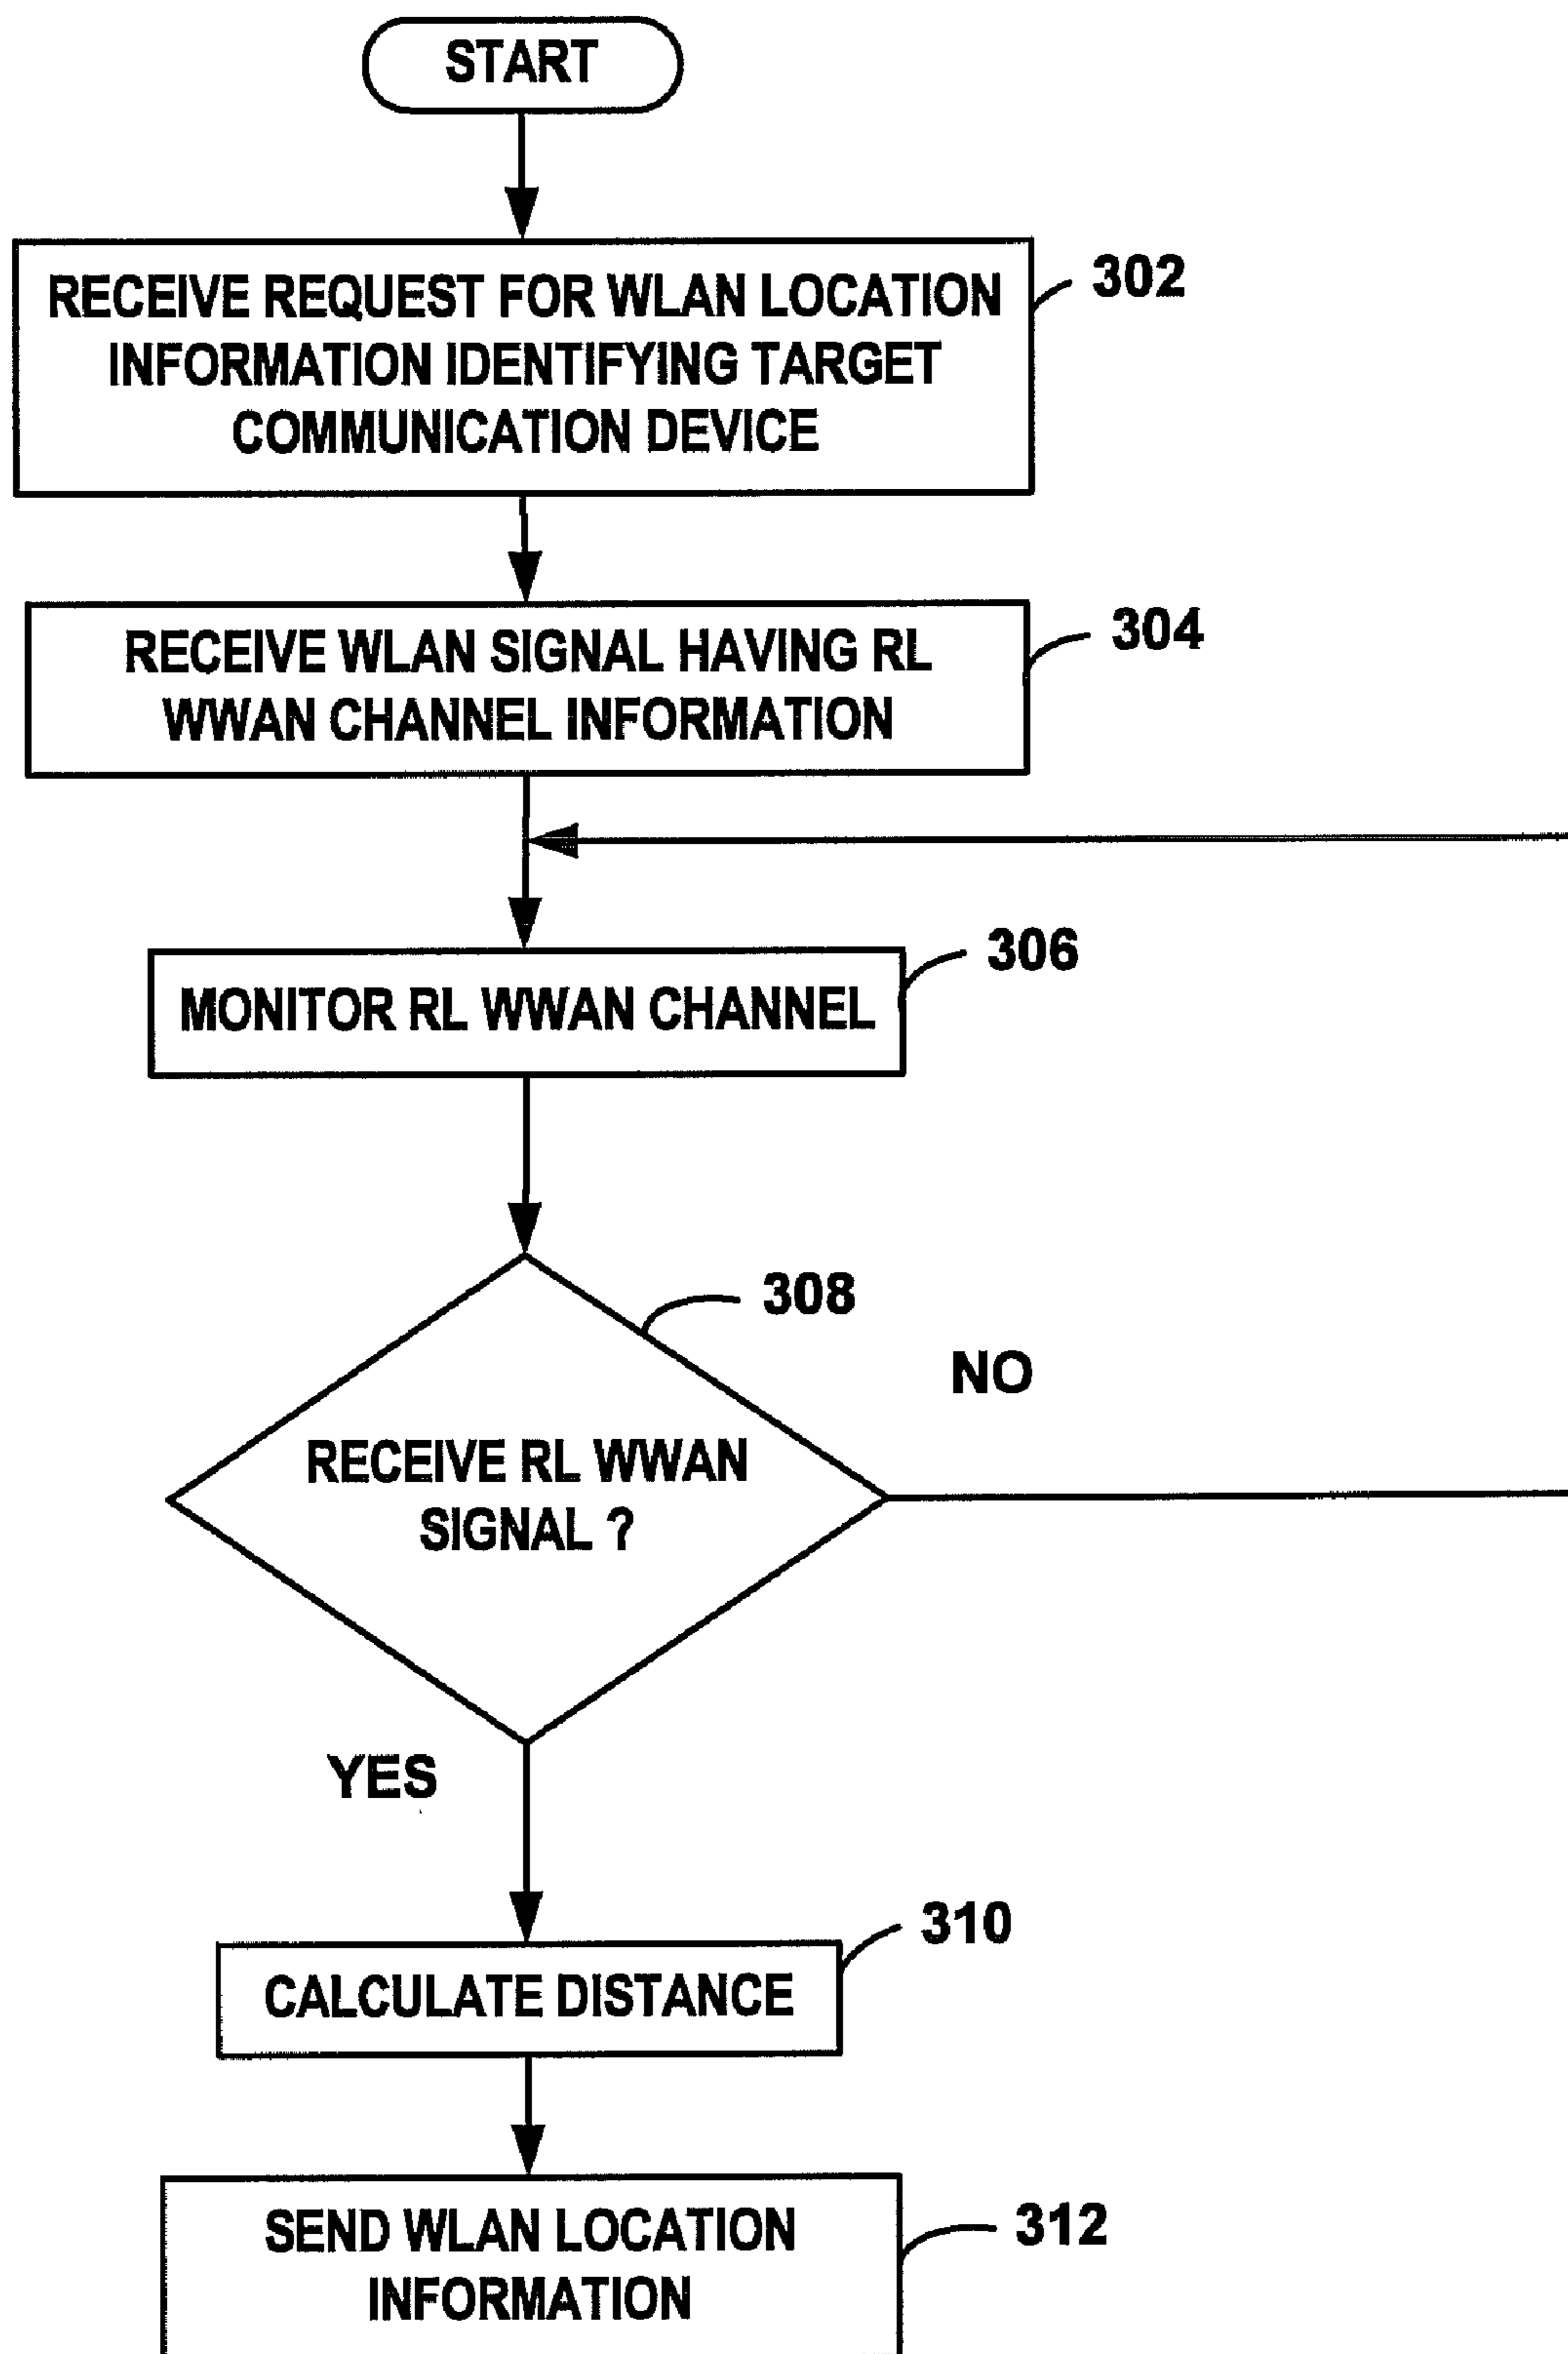 START
RECEIVE REQUEST FOR WLAN LOCATION
INFORMATION IDENTIFYING TARGET
COMMUNICATION DEVICE
302
RECEIVE WLAN SIGNAL HAVING RL
WWAN CHANNEL INFORMATION
304
MONITOR RL WWAN CHANNEL
306
308
RECEIVE RL WWAN
SIGNAL ?
NO
YES
CALCULATE DISTANCE
310
SEND WLAN LOCATION
INFORMATION
312